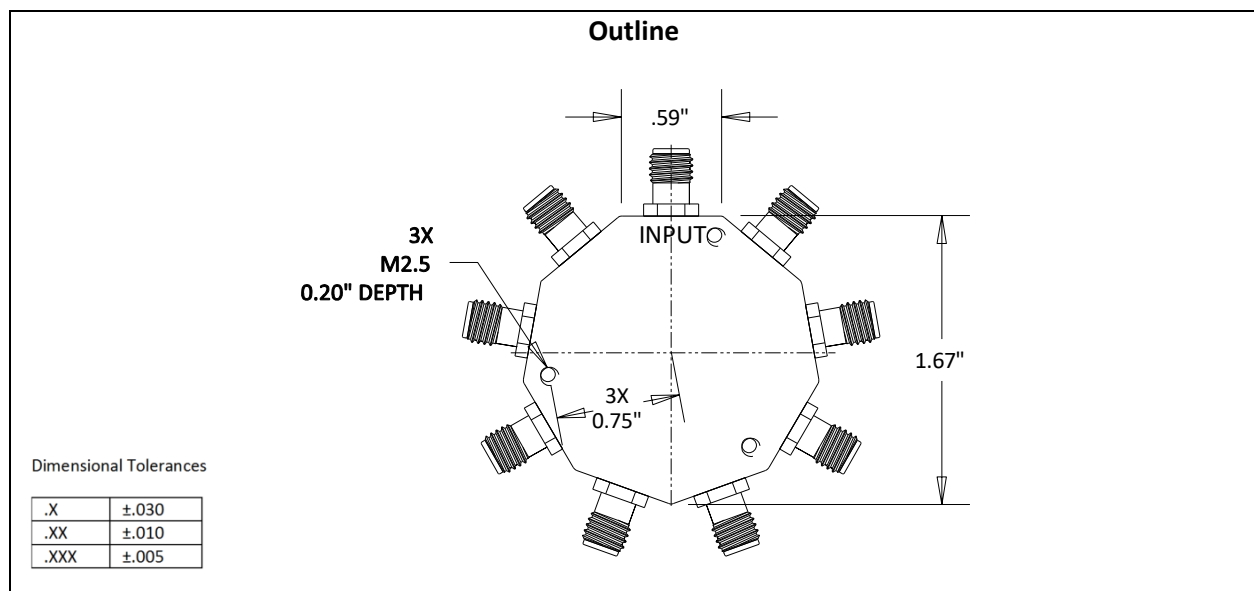 Outline
.59"
INPUT
3X
M2.5
0.20" DEPTH
1.67"
3X
0.75"
Dimensional Tolerances
.X ±.030
.XX ±.010
.XXX ±.005